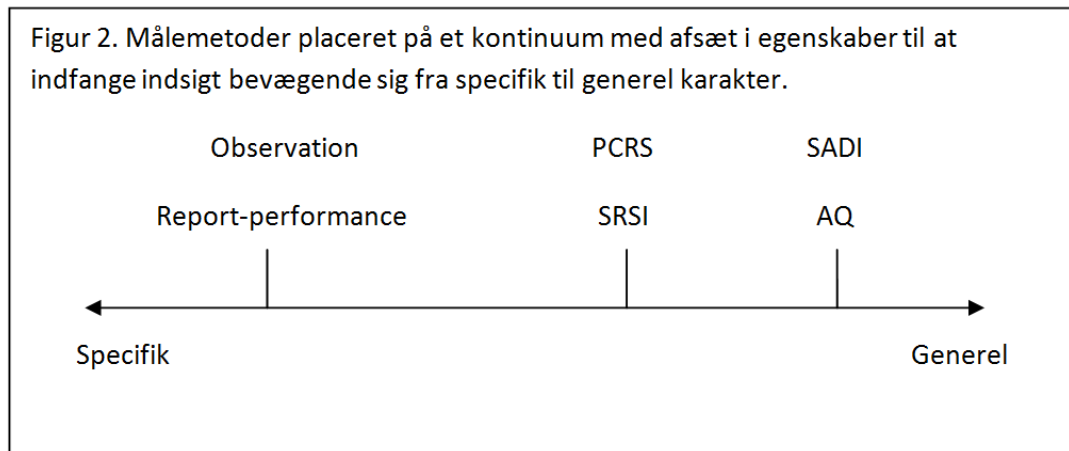 Figur 2. Målemetoder placeret på et kontinuum med afsæt i egenskaber til at
indfange indsigt bevægende sig fra specifik til generel karakter.
Observation PCRS SADI
Report-performance SRSI AQ
Specifik Generel